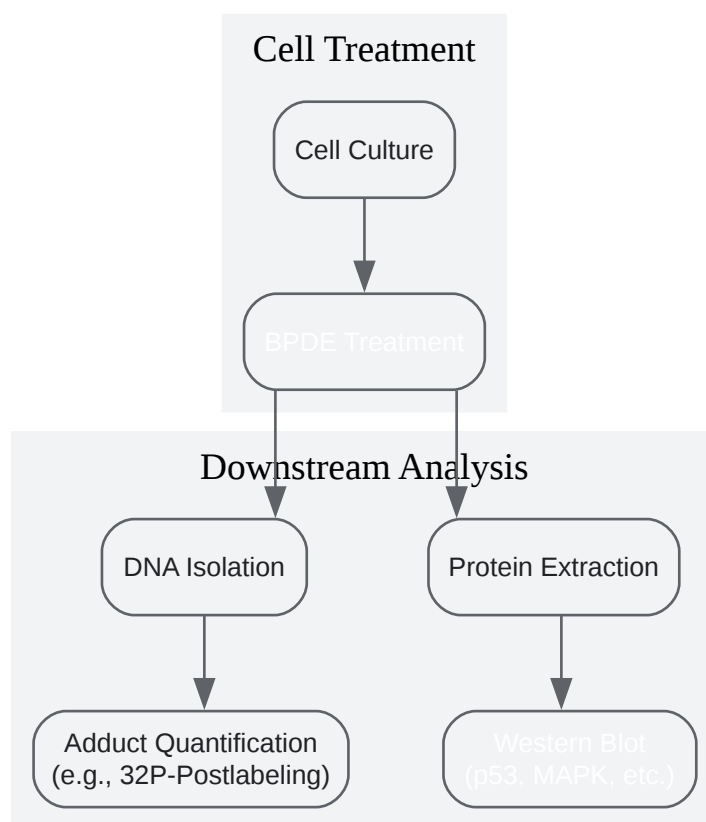 Cell Treatment
Cell Culture
BPDE Treatment
Downstream Analysis
DNA Isolation
Protein Extraction
Adduct Quantification
(e.g., 32P-Postlabeling)
Western Blot
(p53, MAPK, etc.)